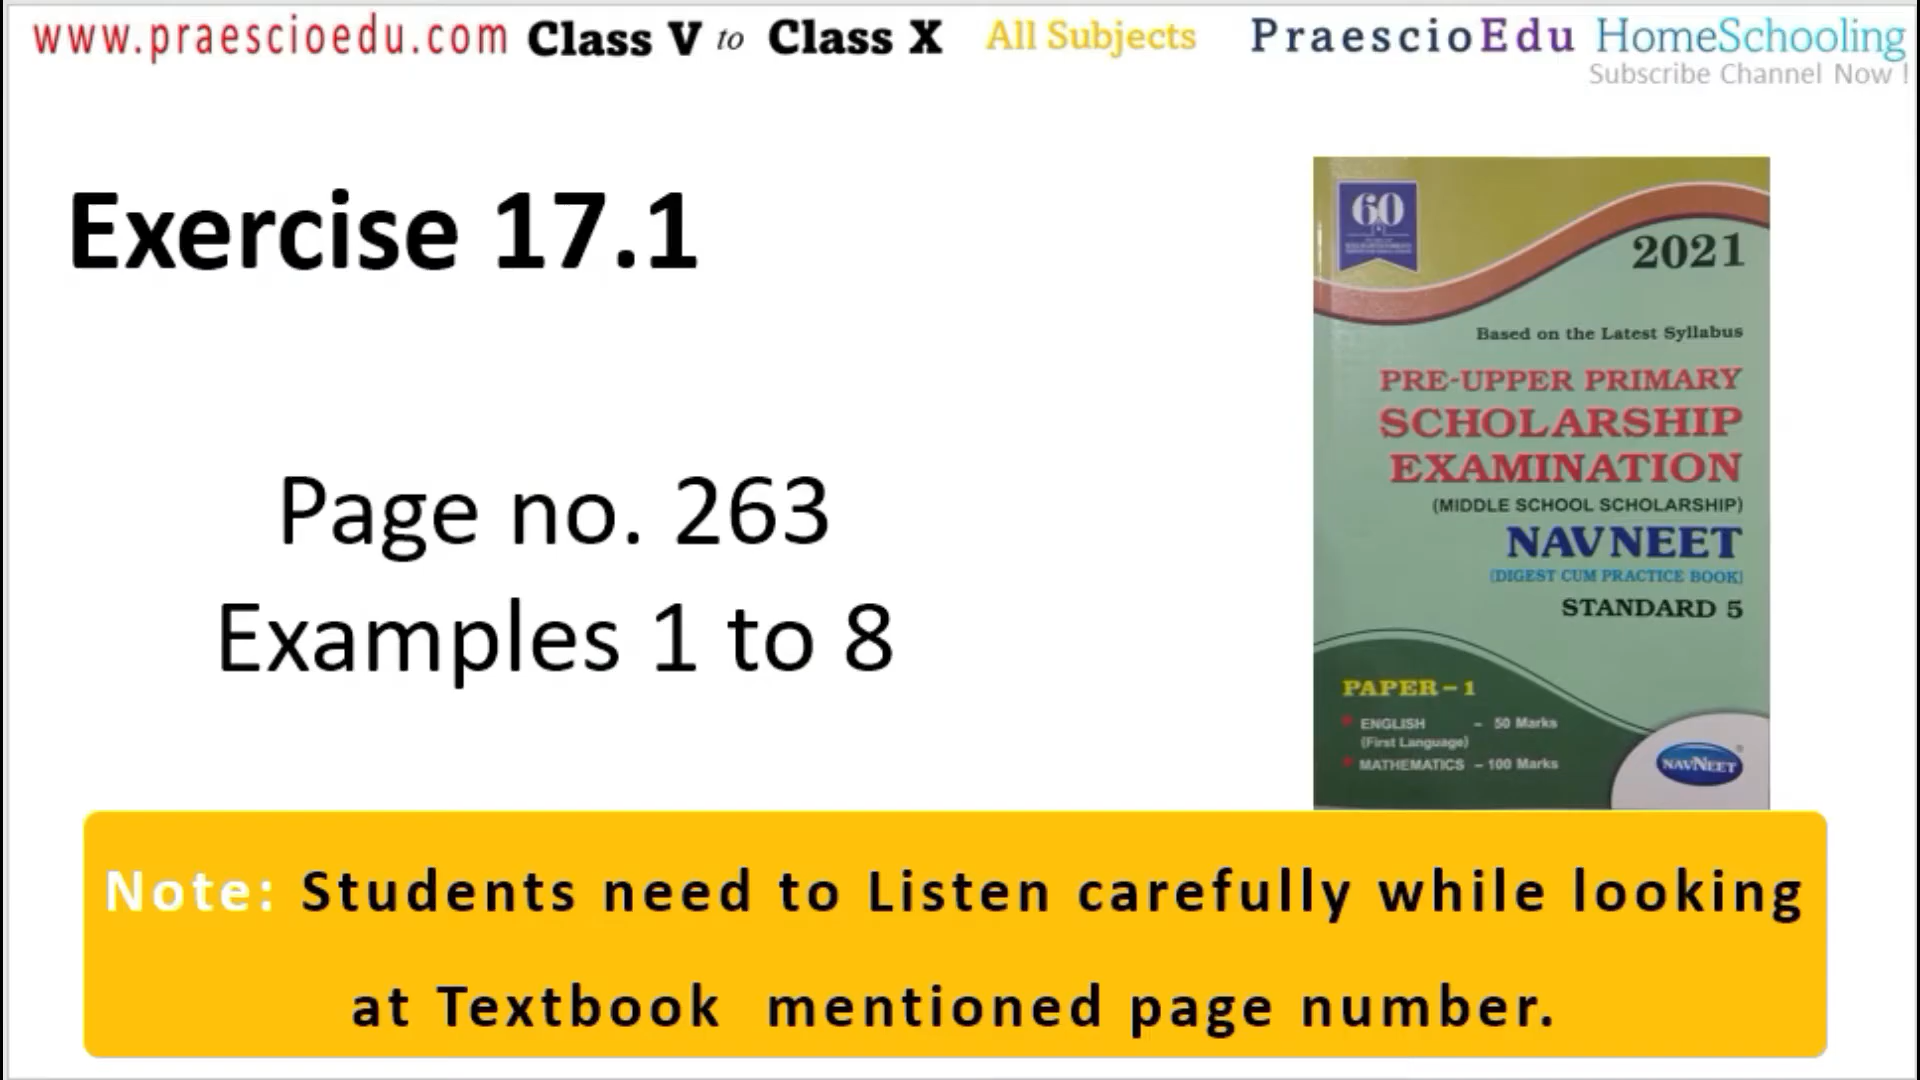 www.praescioedu.com Class V to Class X All Subjects PraescioEdu HomeSchooling
Subscribe Channel Now !
Exercise 17.1
Page no. 263
Examples 1 to 8
60
2021
Based on the Latest Syllabus
PRE-UPPER PRIMARY
SCHOLARSHIP
EXAMINATION
(MIDDLE SCHOOL SCHOLARSHIP)
NAVNEET
(DIGEST CUM PRACTICE BOOK)
STANDARD 5
PAPER – 1
ENGLISH – 50 Marks
(First Language)
MATHEMATICS – 100 Marks
NAVNEET
Note: Students need to Listen carefully while looking
at Textbook mentioned page number.